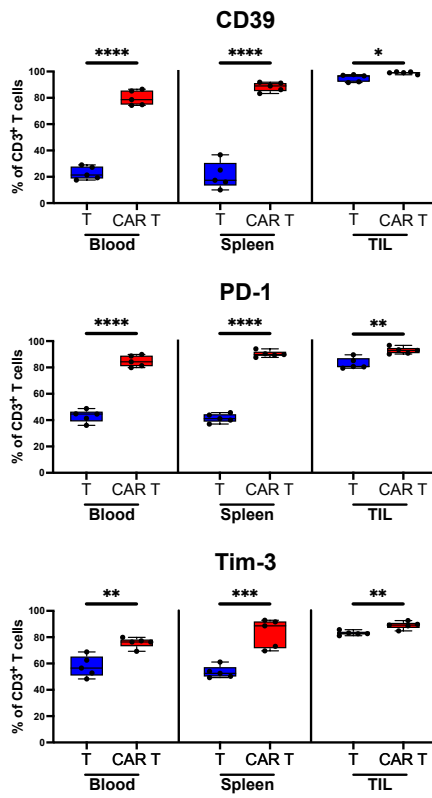 CD39
**** **** *
% of CD3⁺ T cells
100
80
60
40
20
0
T CAR T T CAR T T CAR T
Blood Spleen TIL
PD-1
**** **** **
% of CD3⁺ T cells
100
80
60
40
20
0
T CAR T T CAR T T CAR T
Blood Spleen TIL
Tim-3
** *** **
% of CD3⁺ T cells
100
80
60
40
20
0
T CAR T T CAR T T CAR T
Blood Spleen TIL